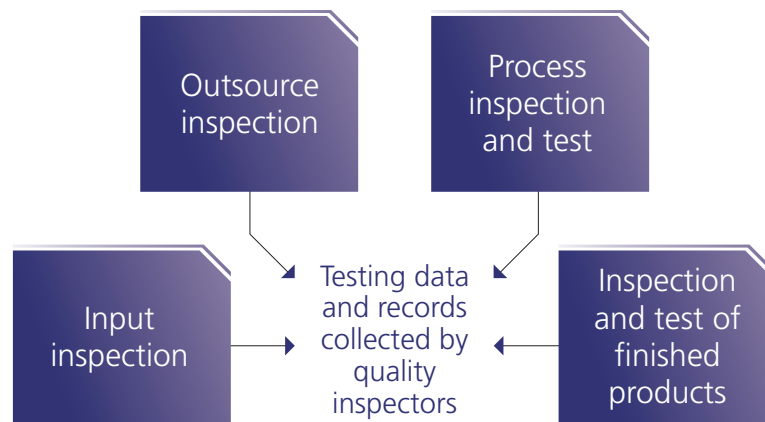 Outsource
inspection
Process
inspection
and test
Input
inspection
Testing data
and records
collected by
quality
inspectors
Inspection
and test of
finished
products